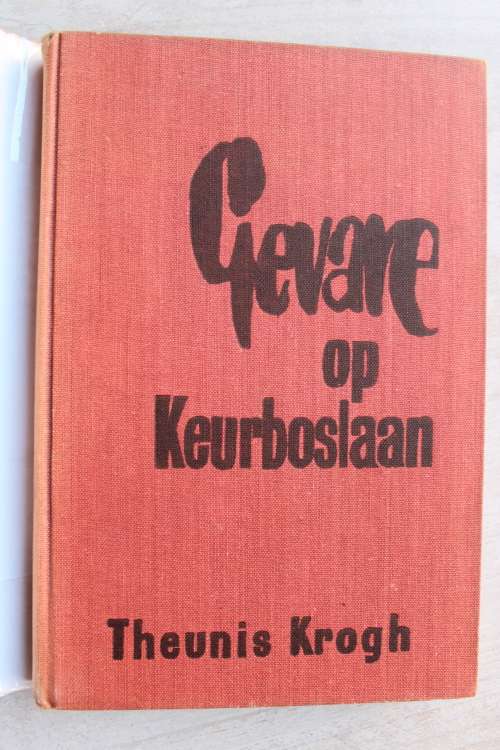 Gevare
op
Keurboslaan
Theunis Krogh